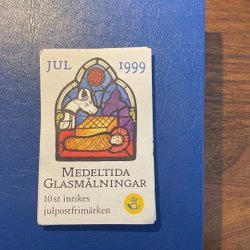 JUL 1999
MEDELTIDA
GLASMÅLNINGAR
10 st inrikes
julpostfrimärken